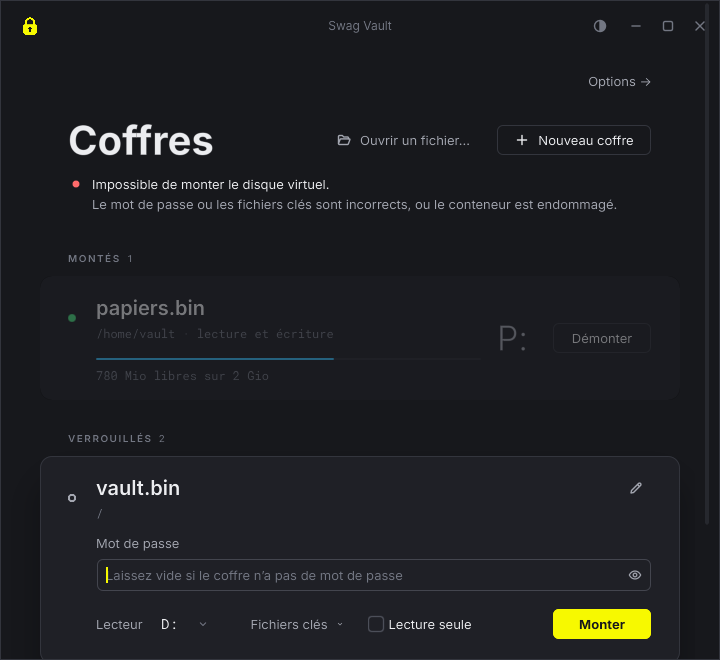 Swag Vault
Options →
Coffres
Ouvrir un fichier...
Nouveau coffre
Impossible de monter le disque virtuel.
Le mot de passe ou les fichiers clés sont incorrects, ou le conteneur est endommagé.
MONTÉS 1
papiers.bin
/home/vault · lecture et écriture
P:
Démonter
780 Mio libres sur 2 Gio
VERROUILLÉS 2
vault.bin
/
Mot de passe
Laissez vide si le coffre n’a pas de mot de passe
Lecteur D:
Fichiers clés
Lecture seule
Monter